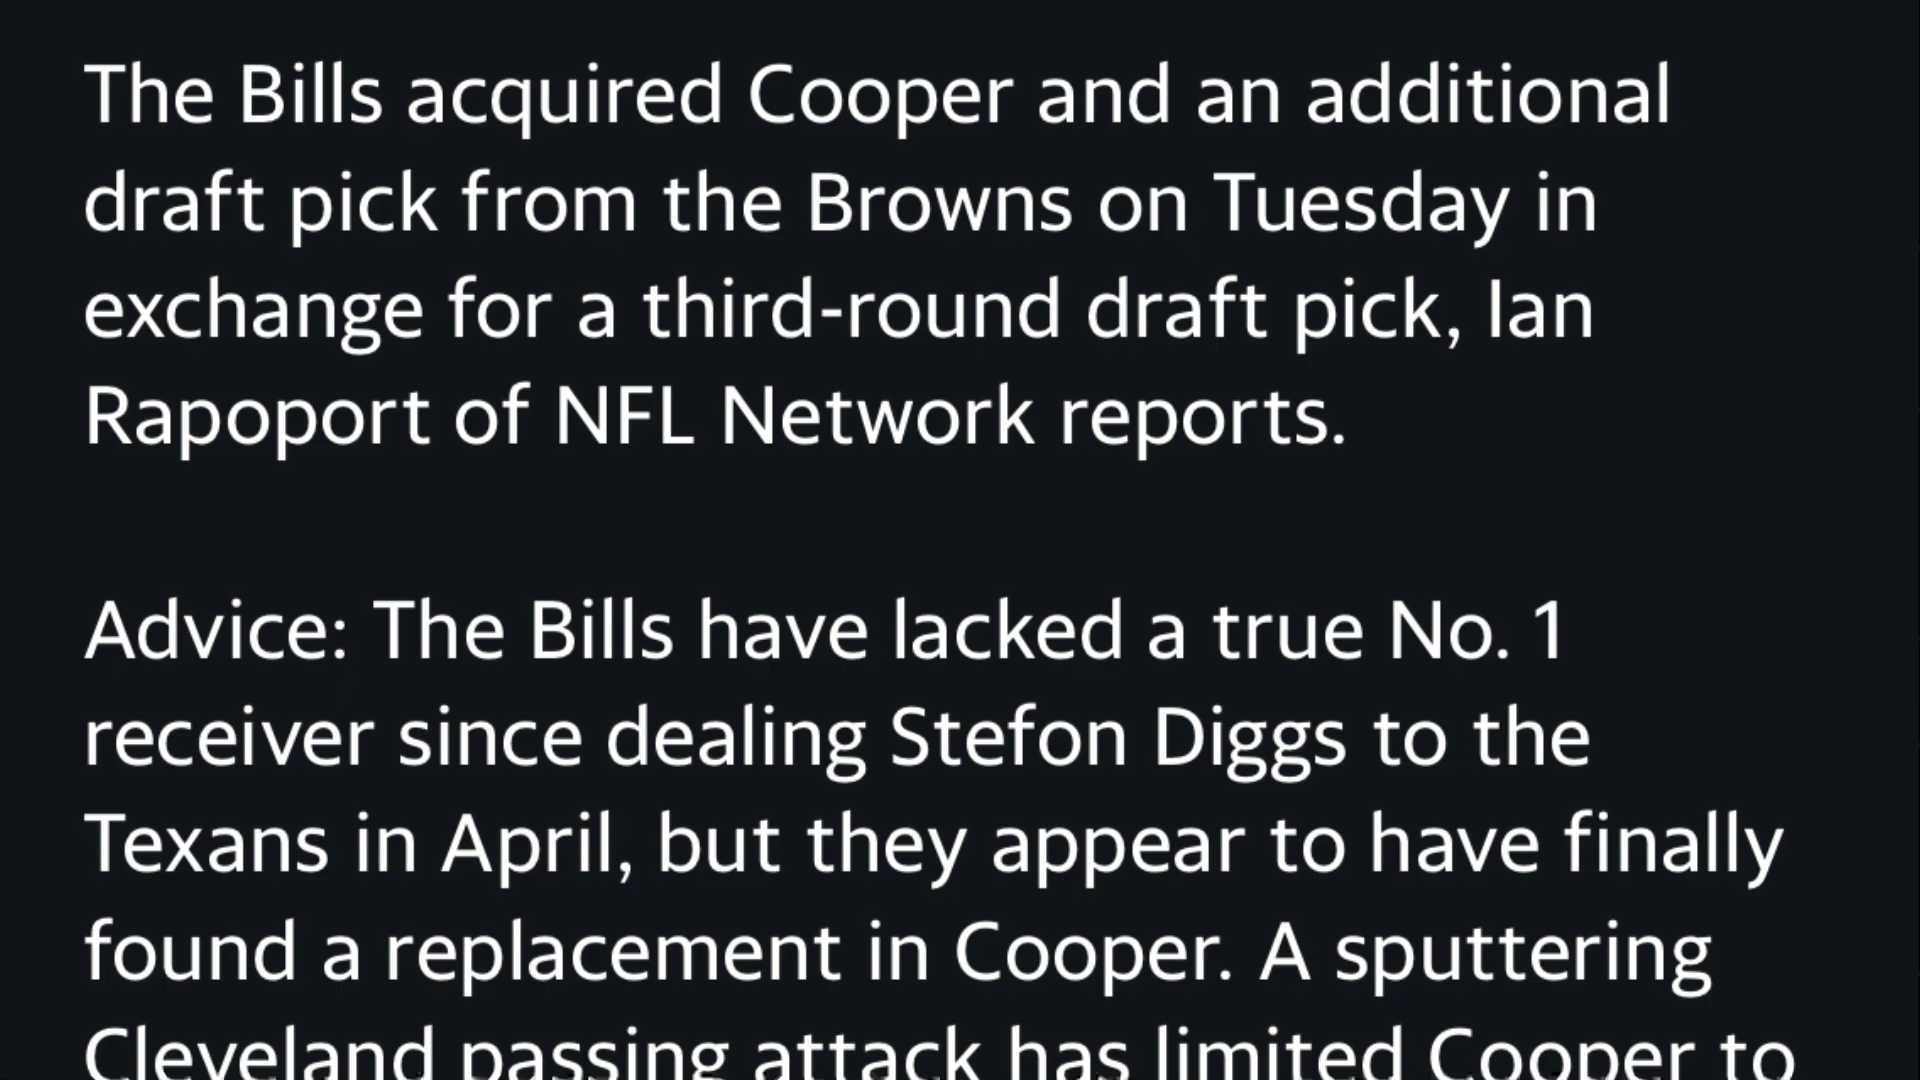 The Bills acquired Cooper and an additional
draft pick from the Browns on Tuesday in
exchange for a third-round draft pick, Ian
Rapoport of NFL Network reports.
Advice: The Bills have lacked a true No. 1
receiver since dealing Stefon Diggs to the
Texans in April, but they appear to have finally
found a replacement in Cooper. A sputtering
Cleveland passing attack has limited Cooper to